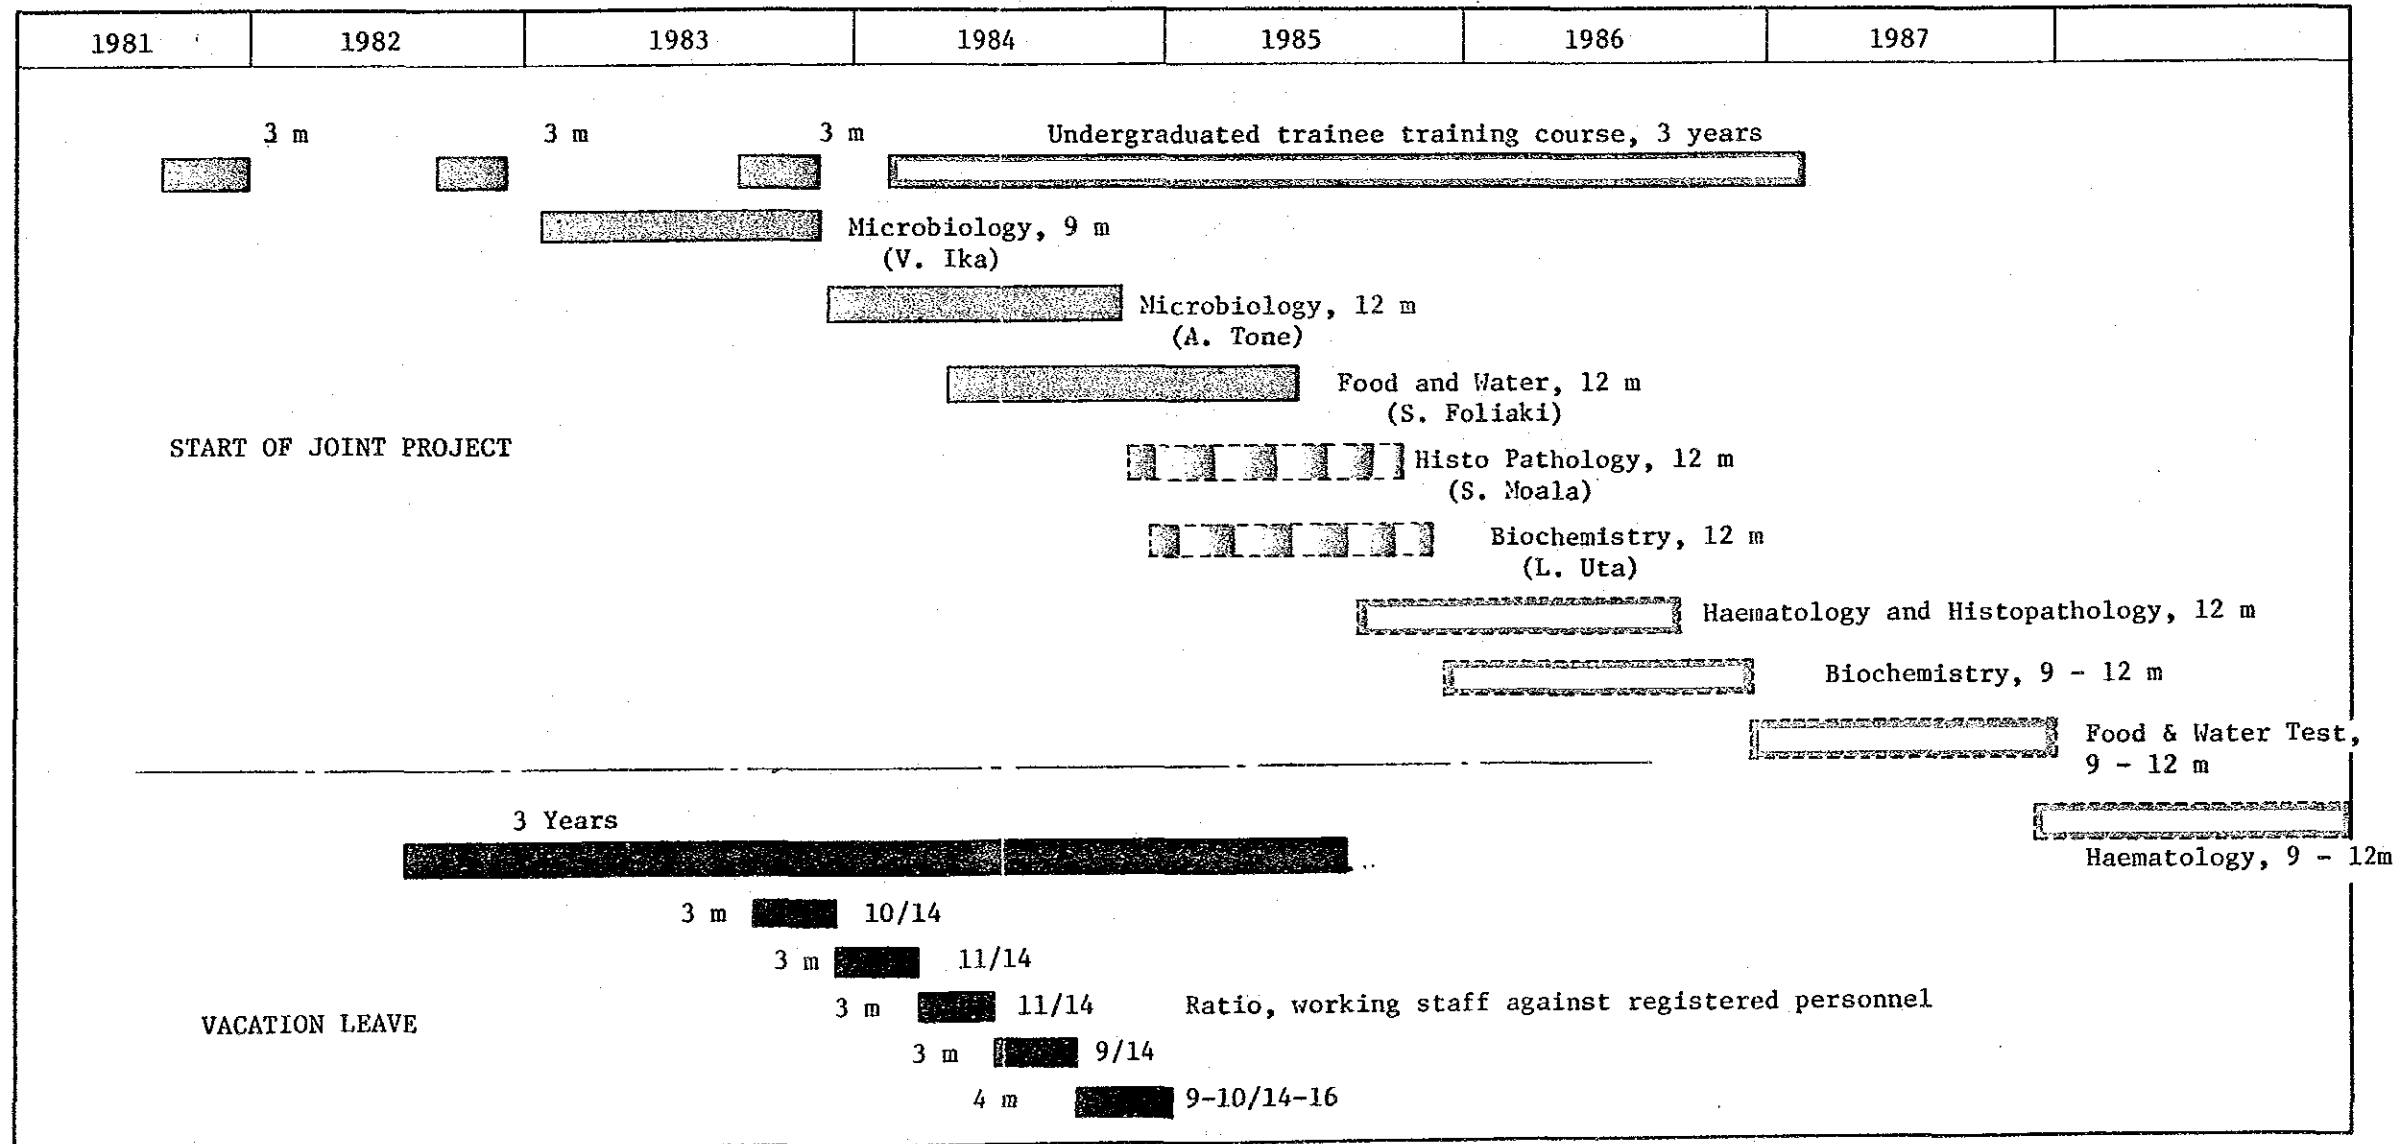 1981 1982 1983 1984 1985 1986 1987
3 m 3 m 3 m Undergraduated trainee training course, 3 years
Microbiology, 9 m
(V. Ika)
Microbiology, 12 m
(A. Tone)
Food and Water, 12 m
(S. Foliaki)
START OF JOINT PROJECT
Histo Pathology, 12 m
(S. Moala)
Biochemistry, 12 m
(L. Uta)
Haematology and Histopathology, 12 m
Biochemistry, 9 - 12 m
Food & Water Test,
9 - 12 m
3 Years
Haematology, 9 - 12m
3 m 10/14
3 m 11/14
3 m 11/14 Ratio, working staff against registered personnel
VACATION LEAVE
3 m 9/14
4 m 9-10/14-16